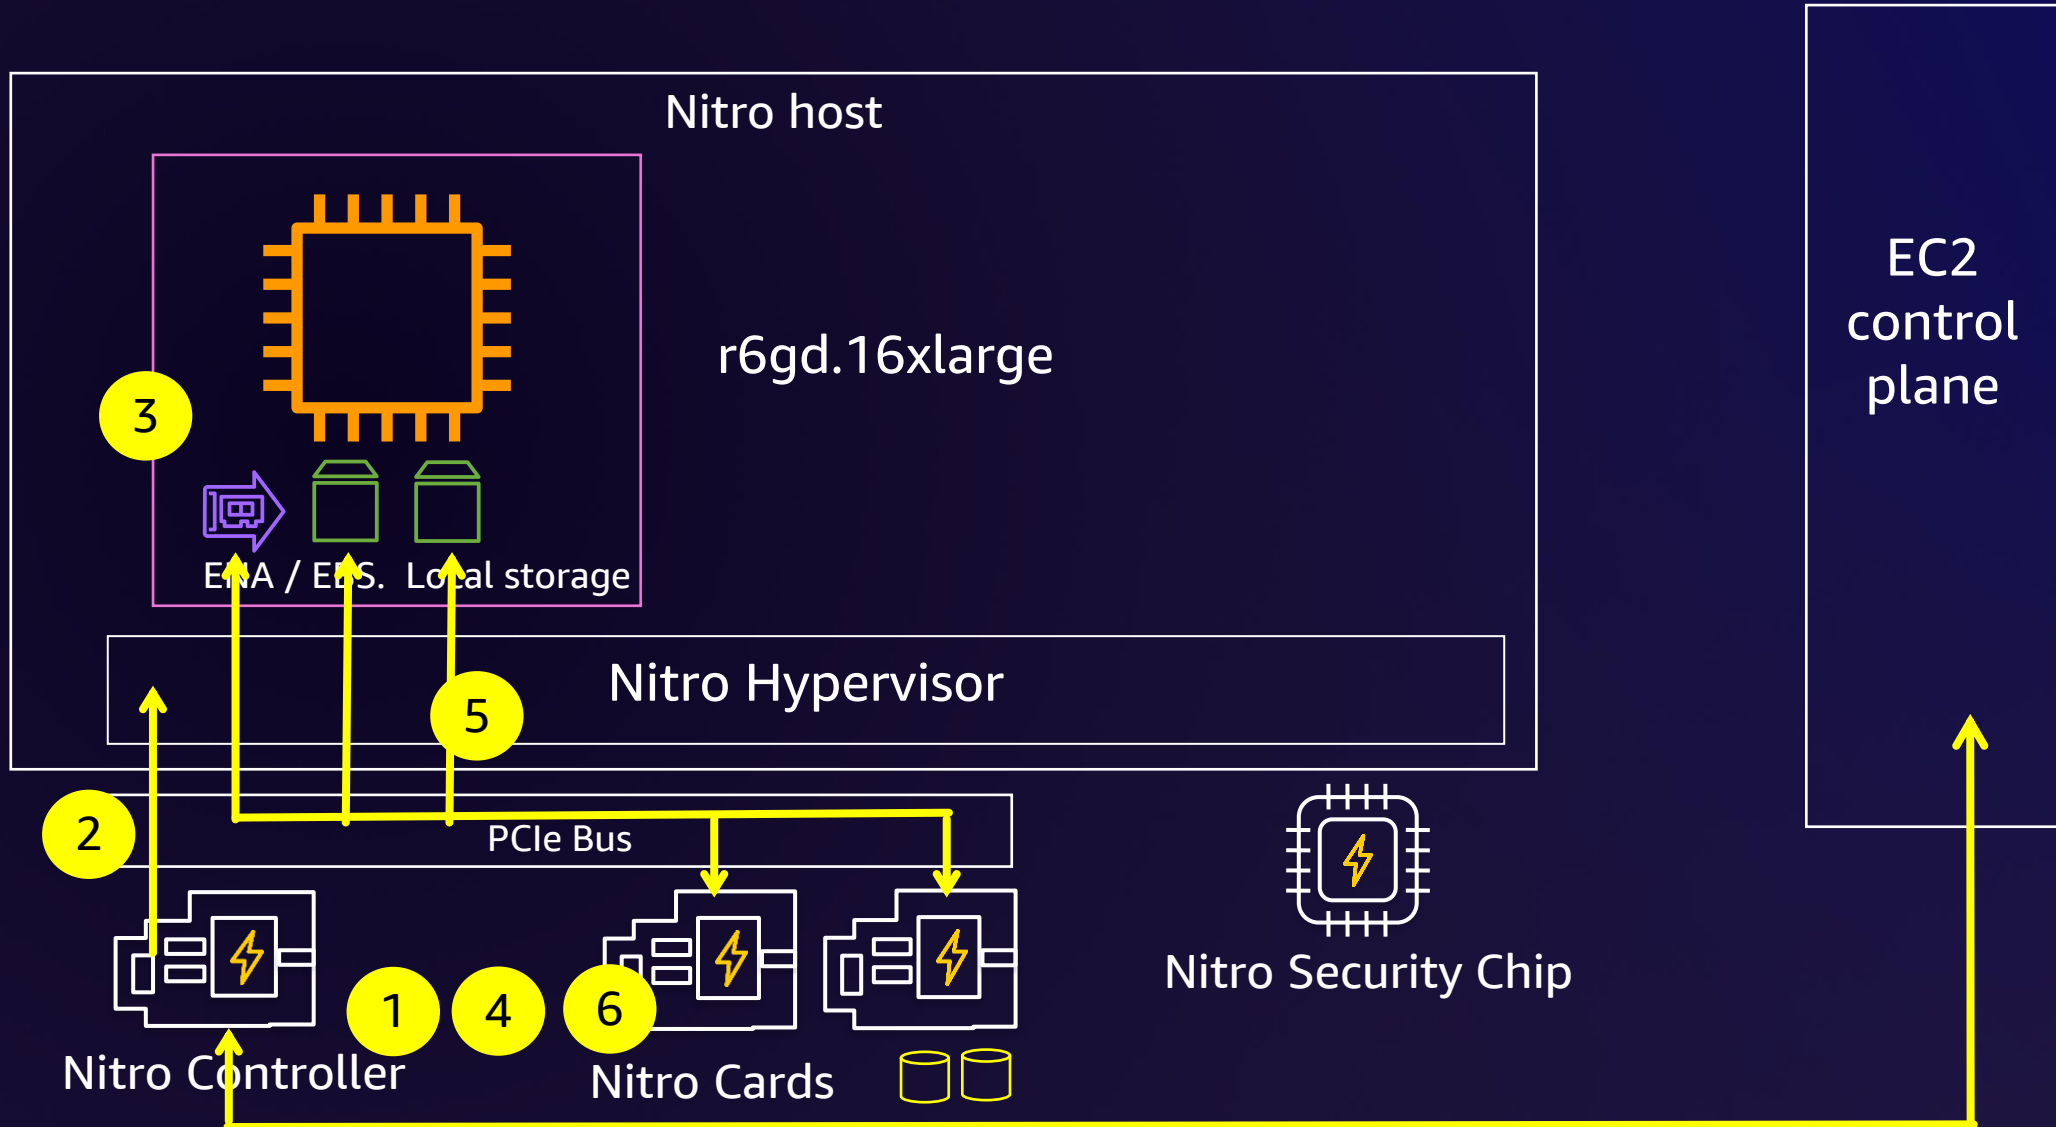 Nitro host
EC2
control
plane
r6gd.16xlarge
3
ENA / EBS. Local storage
Nitro Hypervisor
5
2
PCIe Bus
1
4
6
Nitro Security Chip
Nitro Controller
Nitro Cards